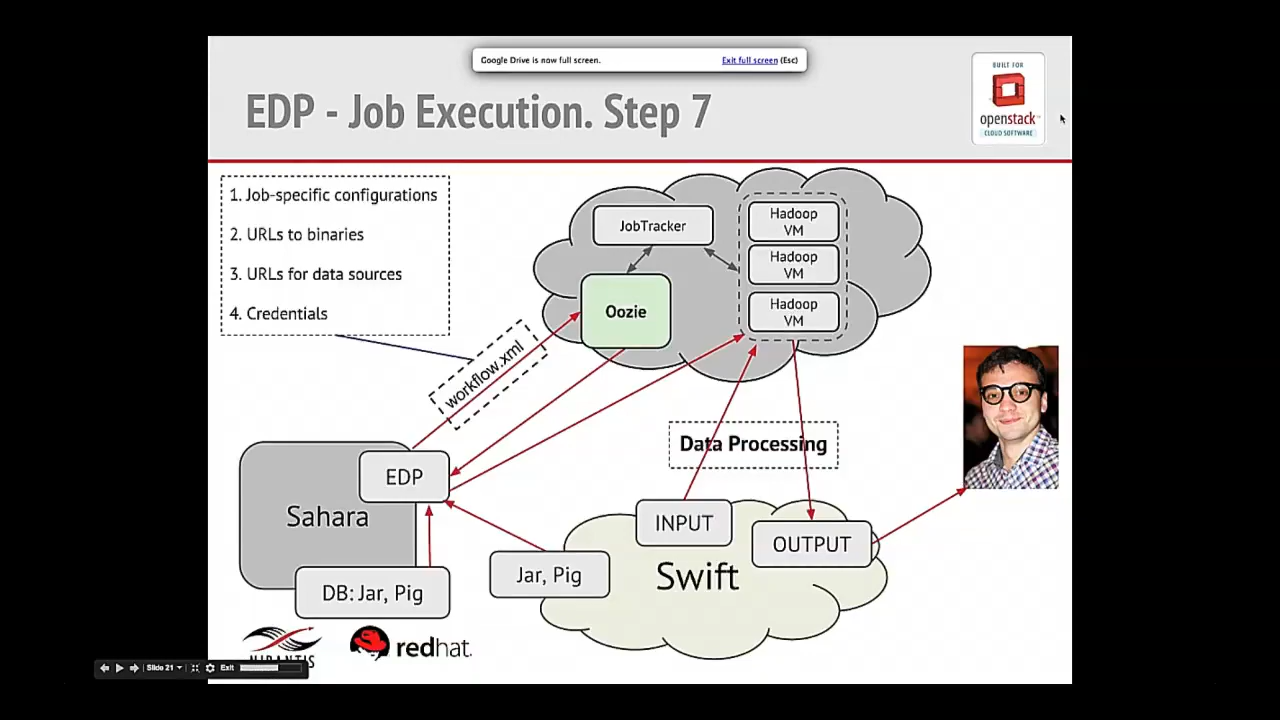 Google Drive is now full screen. Exit full screen (Esc)
EDP - Job Execution. Step 7
BUILT FOR
openstack™
CLOUD SOFTWARE
1. Job-specific configurations
2. URLs to binaries
3. URLs for data sources
4. Credentials
JobTracker
Hadoop
VM
Hadoop
VM
Hadoop
VM
Oozie
workflow.xml
Data Processing
EDP
Sahara
DB: Jar, Pig
Jar, Pig
INPUT
OUTPUT
Swift
redhat.
Slide 21
Exit